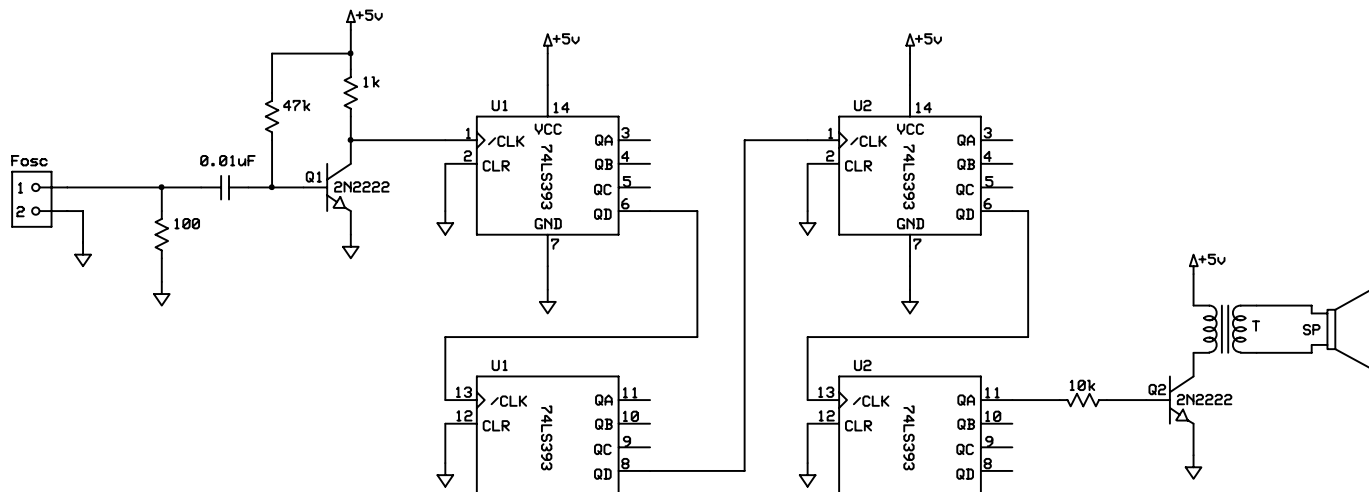 +5v
+5v
+5v
1k
47k
U1
14
U2
14
1
/CLK
VCC
QA
3
1
/CLK
VCC
QA
3
Fosc
0.01uF
2
CLR
74LS393
QB
4
2
CLR
74LS393
QB
4
Q1
2N2222
1
QC
5
QC
5
2
100
QD
6
QD
6
GND
7
GND
7
+5v
T
SP
U1
U2
13
/CLK
QA
11
13
/CLK
QA
11
10k
Q2
2N2222
12
CLR
74LS393
QB
10
12
CLR
74LS393
QB
10
QC
9
QC
9
QD
8
QD
8